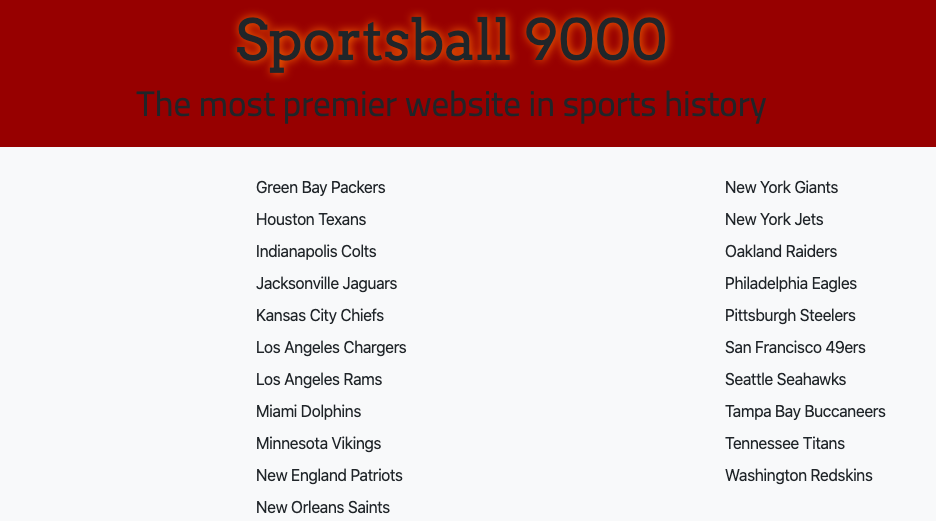 Sportsball 9000
The most premier website in sports history
Green Bay Packers
Houston Texans
Indianapolis Colts
Jacksonville Jaguars
Kansas City Chiefs
Los Angeles Chargers
Los Angeles Rams
Miami Dolphins
Minnesota Vikings
New England Patriots
New Orleans Saints
New York Giants
New York Jets
Oakland Raiders
Philadelphia Eagles
Pittsburgh Steelers
San Francisco 49ers
Seattle Seahawks
Tampa Bay Buccaneers
Tennessee Titans
Washington Redskins